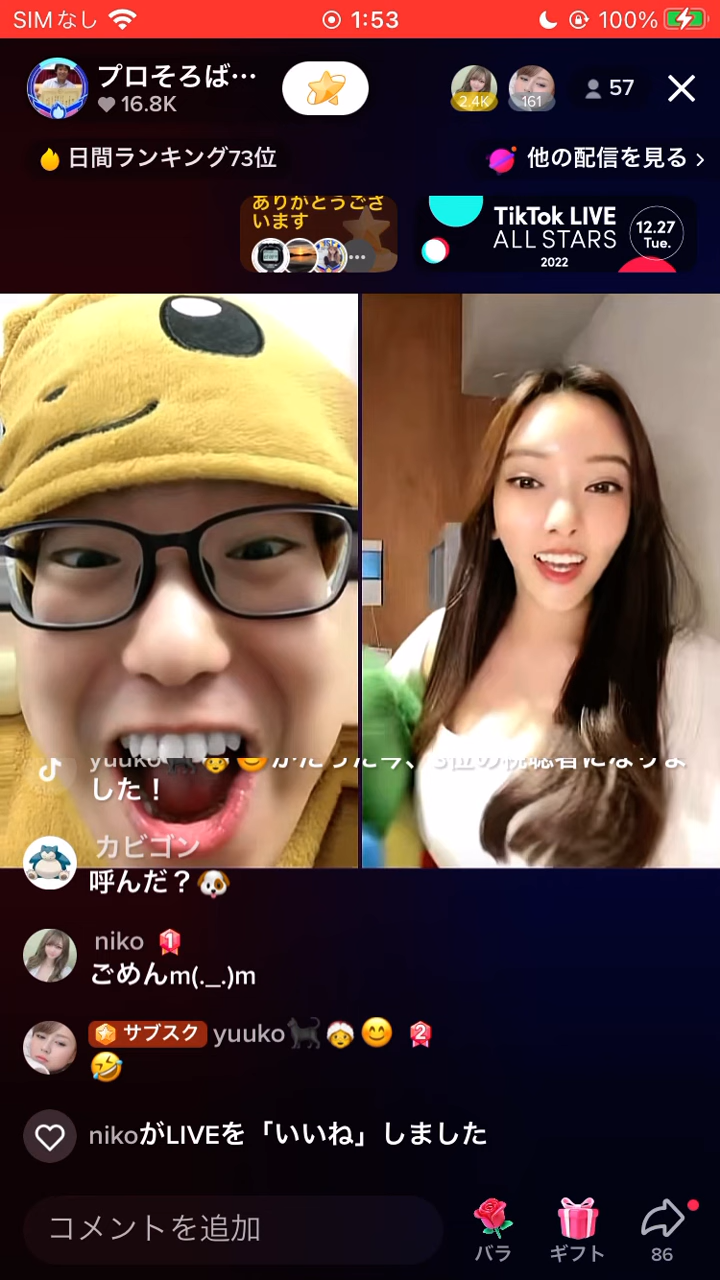 SIMなし 1:53 100%
プロそろば…
16.8K
2.4K 161 57
日間ランキング73位
他の配信を見る
ありがとうござ
います
TikTok LIVE
ALL STARS
2022
12.27
Tue.
した！
カビゴン
呼んだ？🐶
niko 1
ごめんm(._.)m
サブスク yuuko🐈‍⬛👵😊 2
🤣
nikoがLIVEを「いいね」しました
コメントを追加
バラ ギフト 86